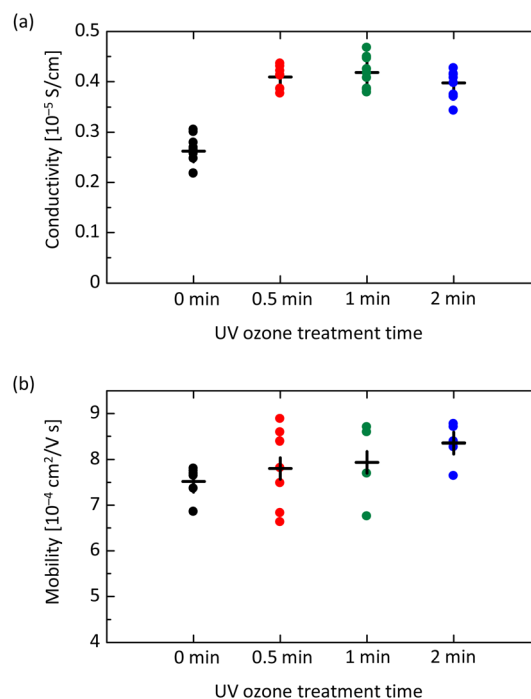 (a)
Conductivity [10⁻⁵ S/cm]
0.5
0.4
0.3
0.2
0.1
0
0 min 0.5 min 1 min 2 min
UV ozone treatment time
(b)
Mobility [10⁻⁴ cm²/V s]
9
8
7
6
5
4
0 min 0.5 min 1 min 2 min
UV ozone treatment time